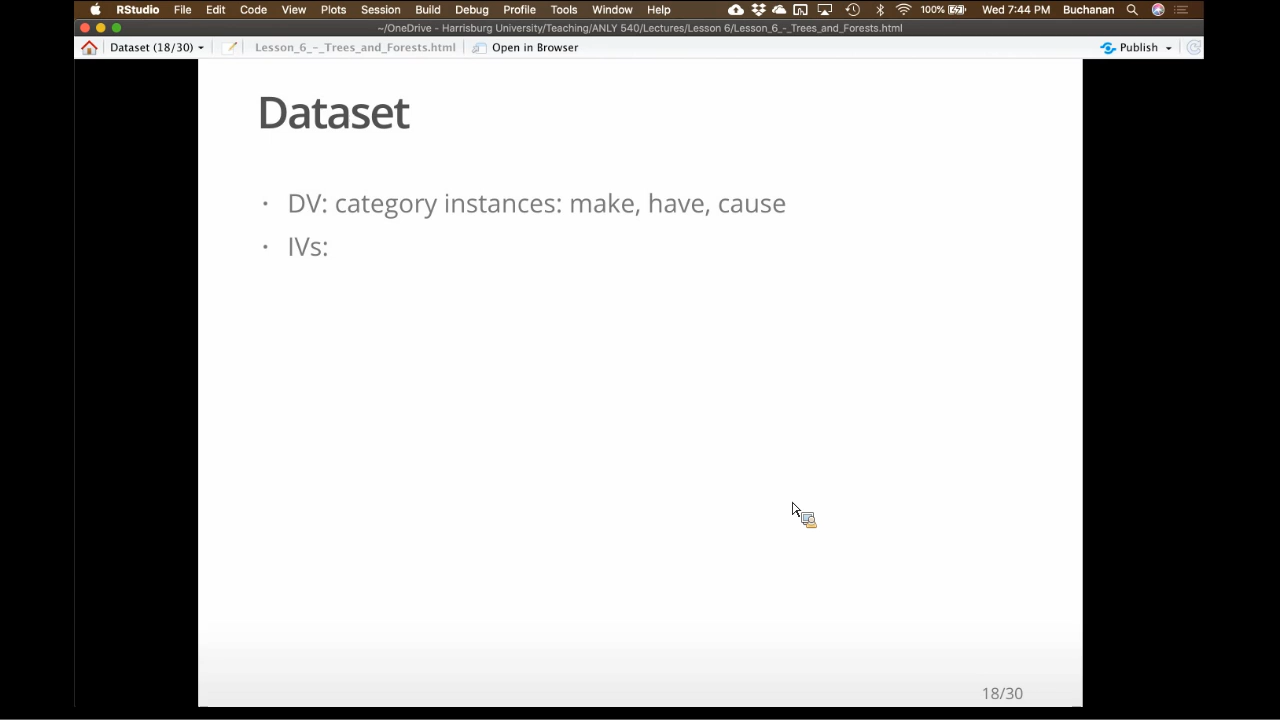 RStudio File Edit Code View Plots Session Build Debug Profile Tools Window Help 100% Wed 7:44 PM Buchanan
~/OneDrive - Harrisburg University/Teaching/ANLY 540/Lectures/Lesson 6/Lesson_6_-_Trees_and_Forests.html
Dataset (18/30) Lesson_6_-_Trees_and_Forests.html Open in Browser Publish
Dataset
• DV: category instances: make, have, cause
• IVs:
18/30